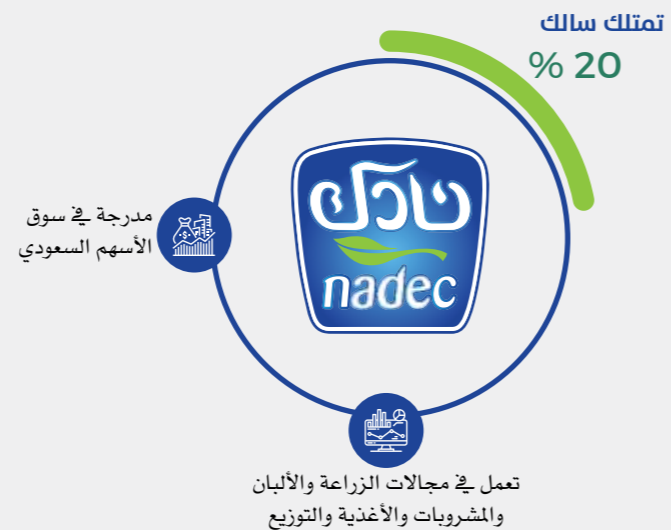 تمتلك سالك
% 20
نادك
nadec
مدرجة في سوق
الأسهم السعودي
تعمل في مجالات الزراعة والألبان
والمشروبات والأغذية والتوزيع